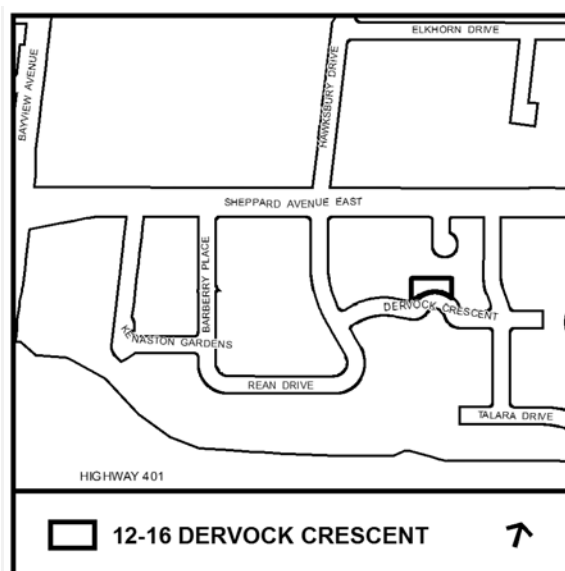 ELKHORN DRIVE
BAYVIEW AVENUE
HAWKSBURY DRIVE
SHEPPARD AVENUE EAST
BARBERRY PLACE
DERVOCK CRESCENT
KENASTON GARDENS
REAN DRIVE
TALARA DRIVE
HIGHWAY 401
12-16 DERVOCK CRESCENT